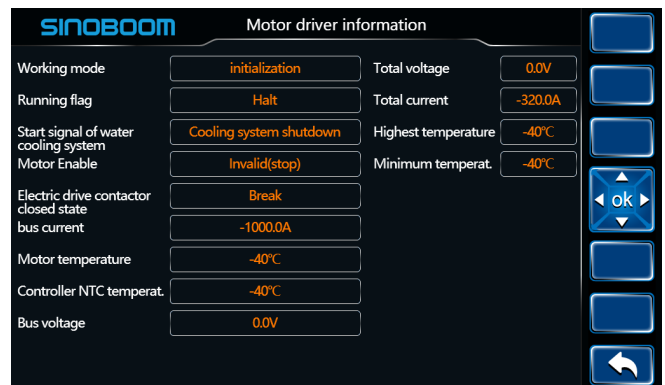 SINOBOOM
Motor driver information
Working mode
initialization
Total voltage
0.0V
Running flag
Halt
Total current
-320.0A
Start signal of water
cooling system
Cooling system shutdown
Highest temperature
-40℃
Motor Enable
Invalid(stop)
Minimum temperat.
-40℃
Electric drive contactor
closed state
Break
bus current
-1000.0A
Motor temperature
-40℃
Controller NTC temperat.
-40℃
Bus voltage
0.0V
ok